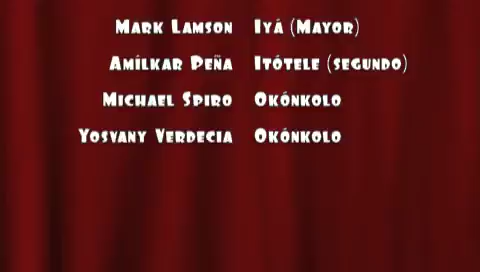 Mark Lamson Iyá (Mayor)
Amílkar Peña Itótele (segundo)
Michael Spiro Okónkolo
Yosvany Verdecia Okónkolo